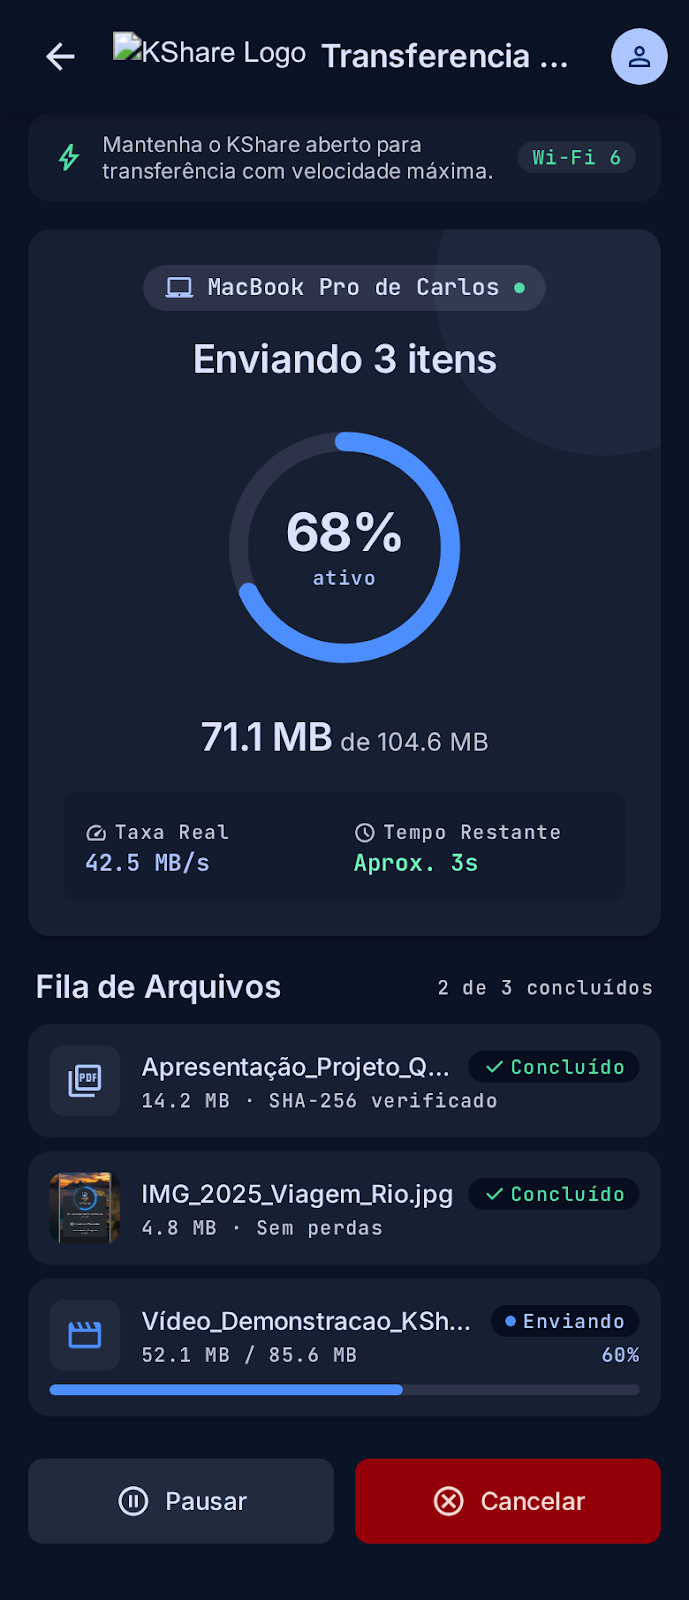 KShare Logo Transferencia ...
Mantenha o KShare aberto para
transferência com velocidade máxima.
Wi-Fi 6
MacBook Pro de Carlos
Enviando 3 itens
68%
ativo
71.1 MB de 104.6 MB
Taxa Real
42.5 MB/s
Tempo Restante
Aprox. 3s
Fila de Arquivos
2 de 3 concluídos
PDF
Apresentação_Projeto_Q...
Concluído
14.2 MB · SHA-256 verificado
IMG_2025_Viagem_Rio.jpg
Concluído
4.8 MB · Sem perdas
Vídeo_Demonstracao_KSh...
Enviando
52.1 MB / 85.6 MB
60%
Pausar
Cancelar